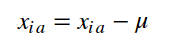 x_{ia} = x_{ia} − μ